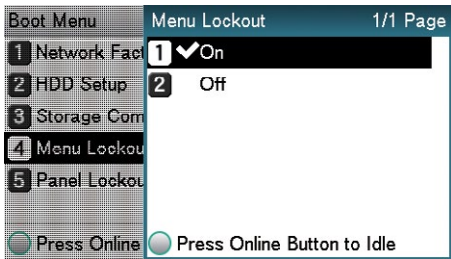 Boot Menu
1 Network Fact
2 HDD Setup
3 Storage Com
4 Menu Lockou
5 Panel Lockou
Press Online
Menu Lockout 1/1 Page
1 ✔On
2 Off
Press Online Button to Idle